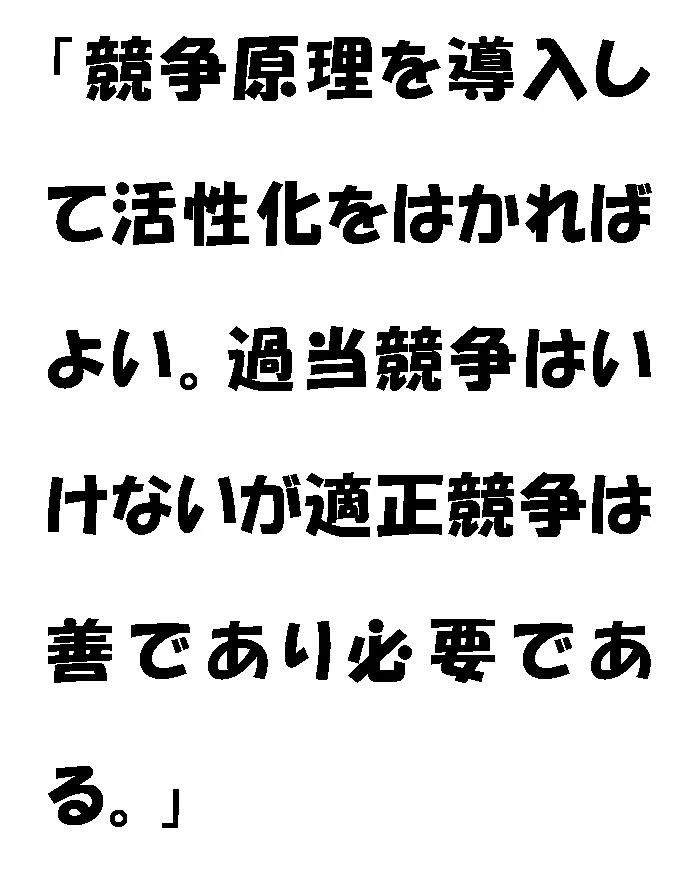 「競争原理を導入し
て活性化をはかれば
よい。過当競争はい
けないが適正競争は
善であり必要であ
る。」